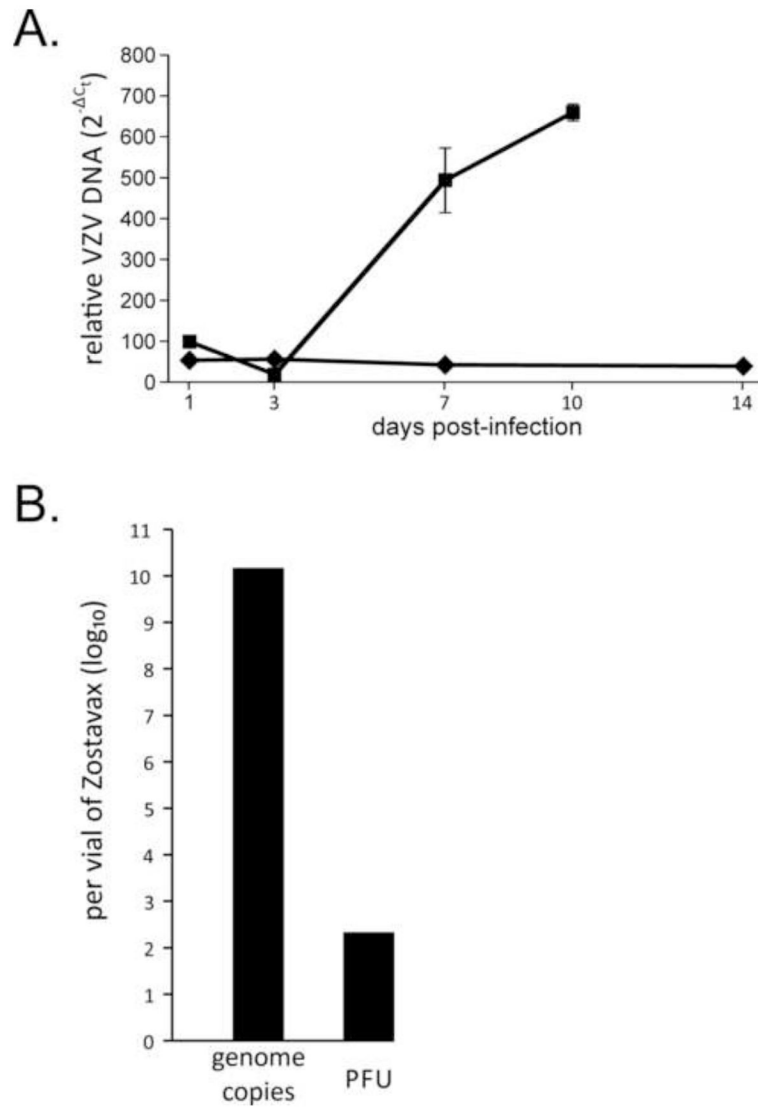 A.
relative VZV DNA (2^-ΔCt)
800
700
600
500
400
300
200
100
0
1 3 7 10 14
days post-infection
B.
per vial of Zostavax (log₁₀)
11
10
9
8
7
6
5
4
3
2
1
0
genome
copies
PFU